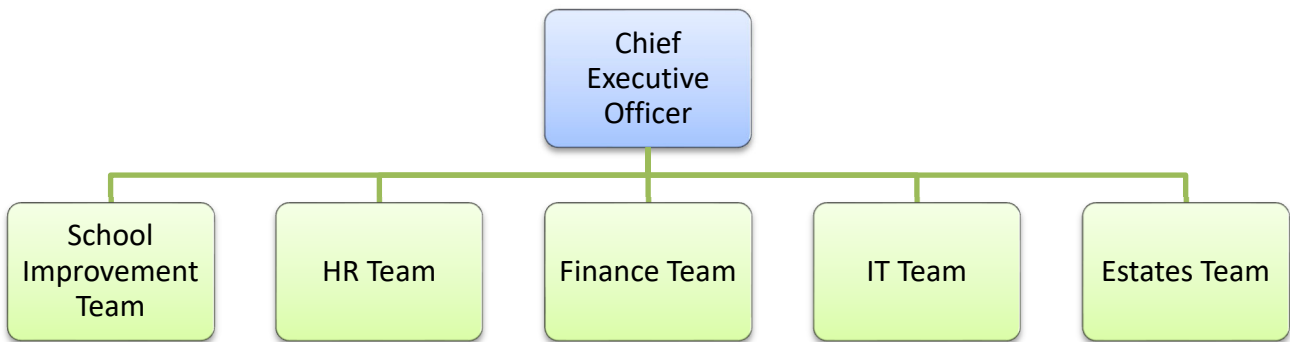 Chief
Executive
Officer
School
Improvement
Team
HR Team
Finance Team
IT Team
Estates Team